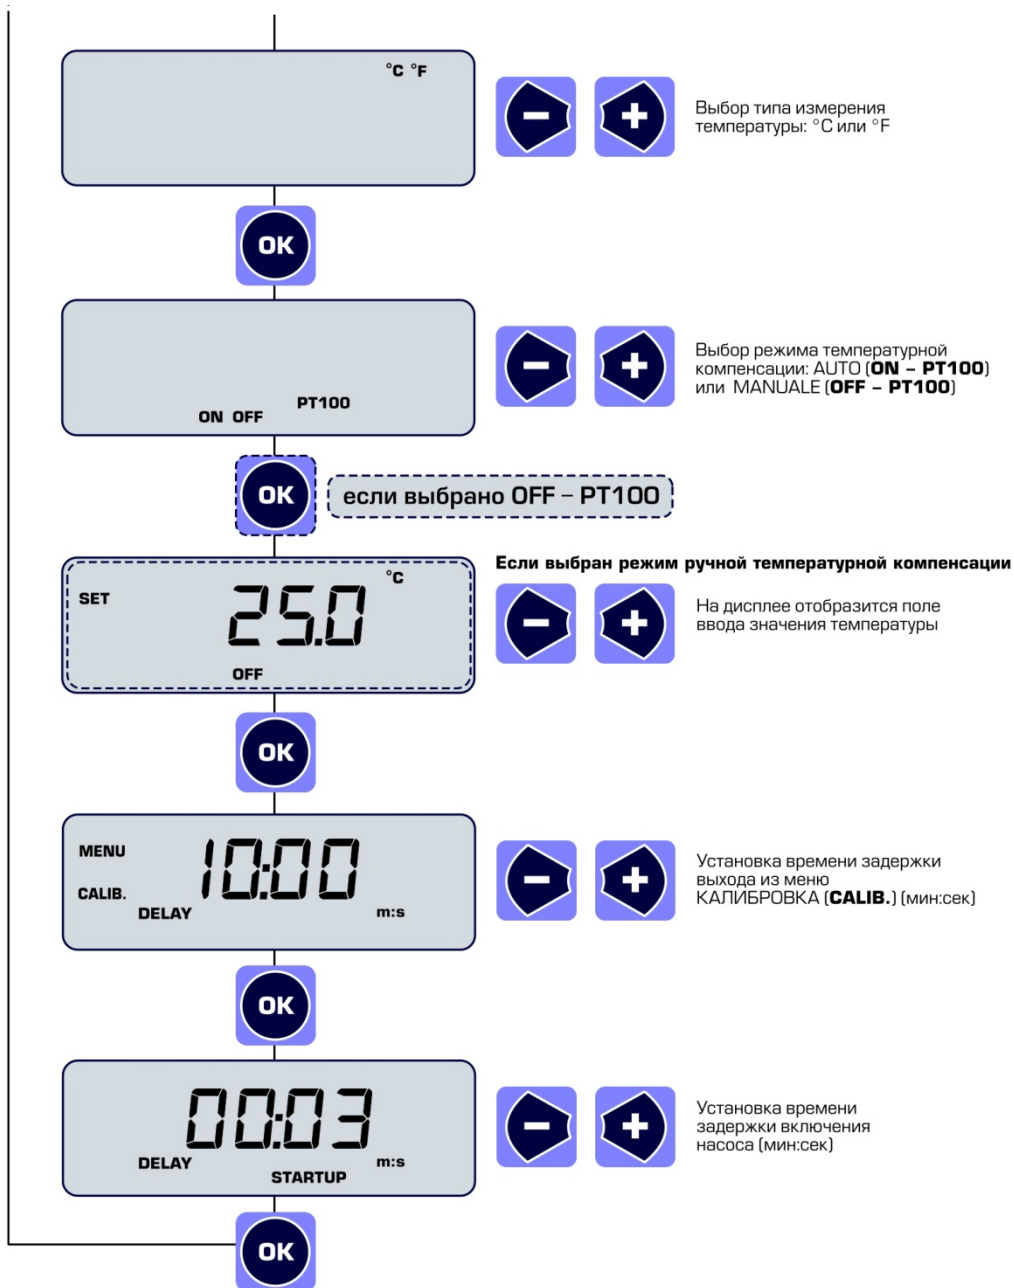 °C °F
− +
Выбор типа измерения
температуры: °C или °F
OK
ON OFF PT100
− +
Выбор режима температурной
компенсации: AUTO (ON – PT100)
или MANUALE (OFF – PT100)
OK
если выбрано OFF – PT100
SET 25.0 °C
OFF
Если выбран режим ручной температурной компенсации
− +
На дисплее отобразится поле
ввода значения температуры
OK
MENU
CALIB.
10:00
DELAY m:s
− +
Установка времени задержки
выхода из меню
КАЛИБРОВКА (CALIB.) (мин:сек)
OK
00:03
DELAY m:s
STARTUP
− +
Установка времени
задержки включения
насоса (мин:сек)
OK